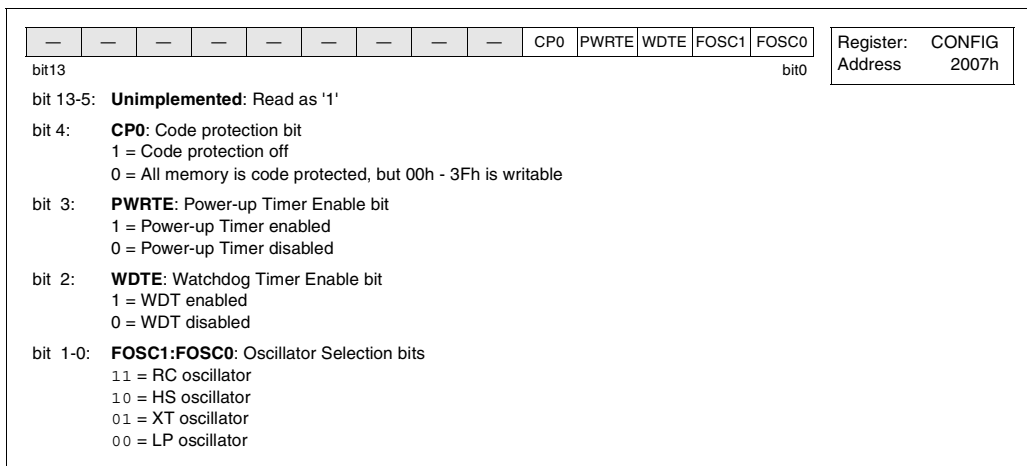 — — — — — — — — — CP0 PWRTE WDTE FOSC1 FOSC0
Register: CONFIG
Address 2007h
bit13 bit0
bit 13-5: Unimplemented: Read as '1'
bit 4: CP0: Code protection bit
1 = Code protection off
0 = All memory is code protected, but 00h - 3Fh is writable
bit 3: PWRTE: Power-up Timer Enable bit
1 = Power-up Timer enabled
0 = Power-up Timer disabled
bit 2: WDTE: Watchdog Timer Enable bit
1 = WDT enabled
0 = WDT disabled
bit 1-0: FOSC1:FOSC0: Oscillator Selection bits
11 = RC oscillator
10 = HS oscillator
01 = XT oscillator
00 = LP oscillator